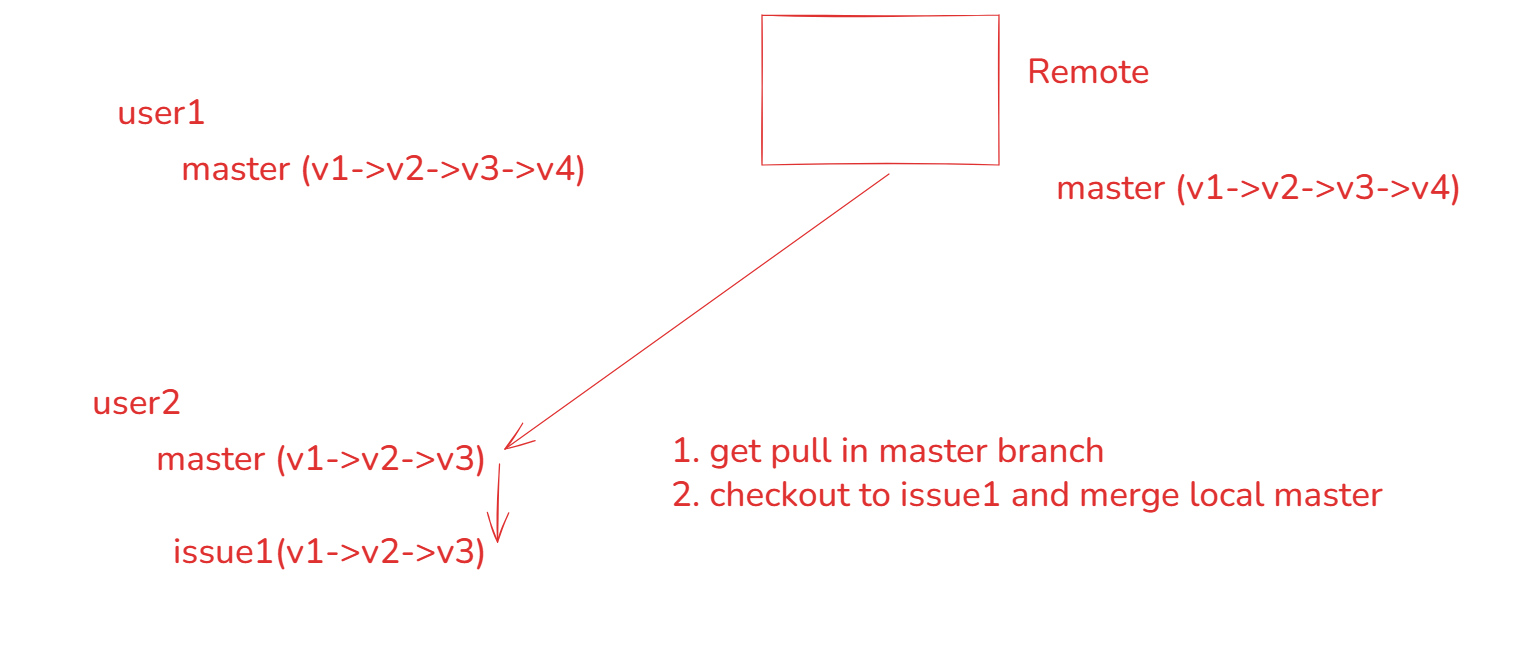 Remote
user1
master (v1->v2->v3->v4)
master (v1->v2->v3->v4)
user2
master (v1->v2->v3)
1. get pull in master branch
2. checkout to issue1 and merge local master
issue1(v1->v2->v3)